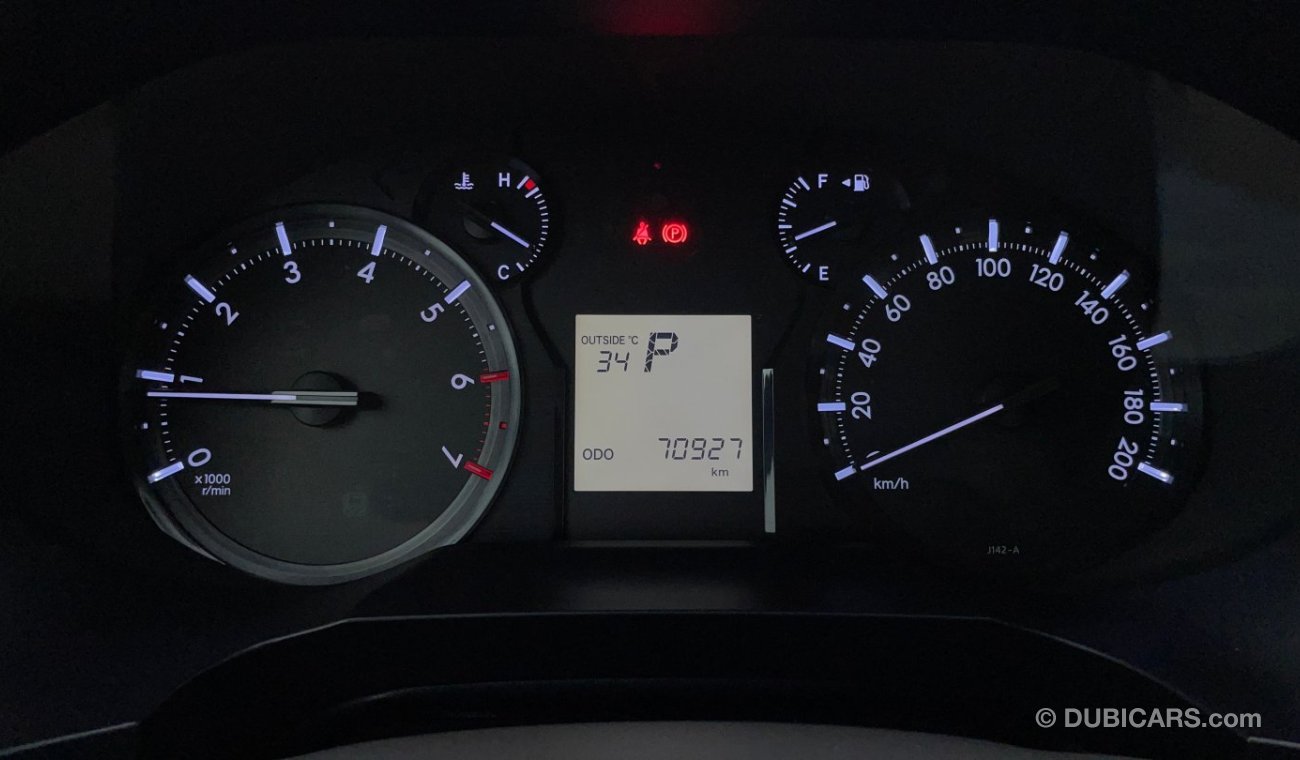 H
C
F
E
0
1
2
3
4
5
6
7
x1000
r/min
OUTSIDE °C
34 P
ODO 70927
km
0
20
40
60
80
100
120
140
160
180
200
km/h
J142-A
(P)
© DUBICARS.com